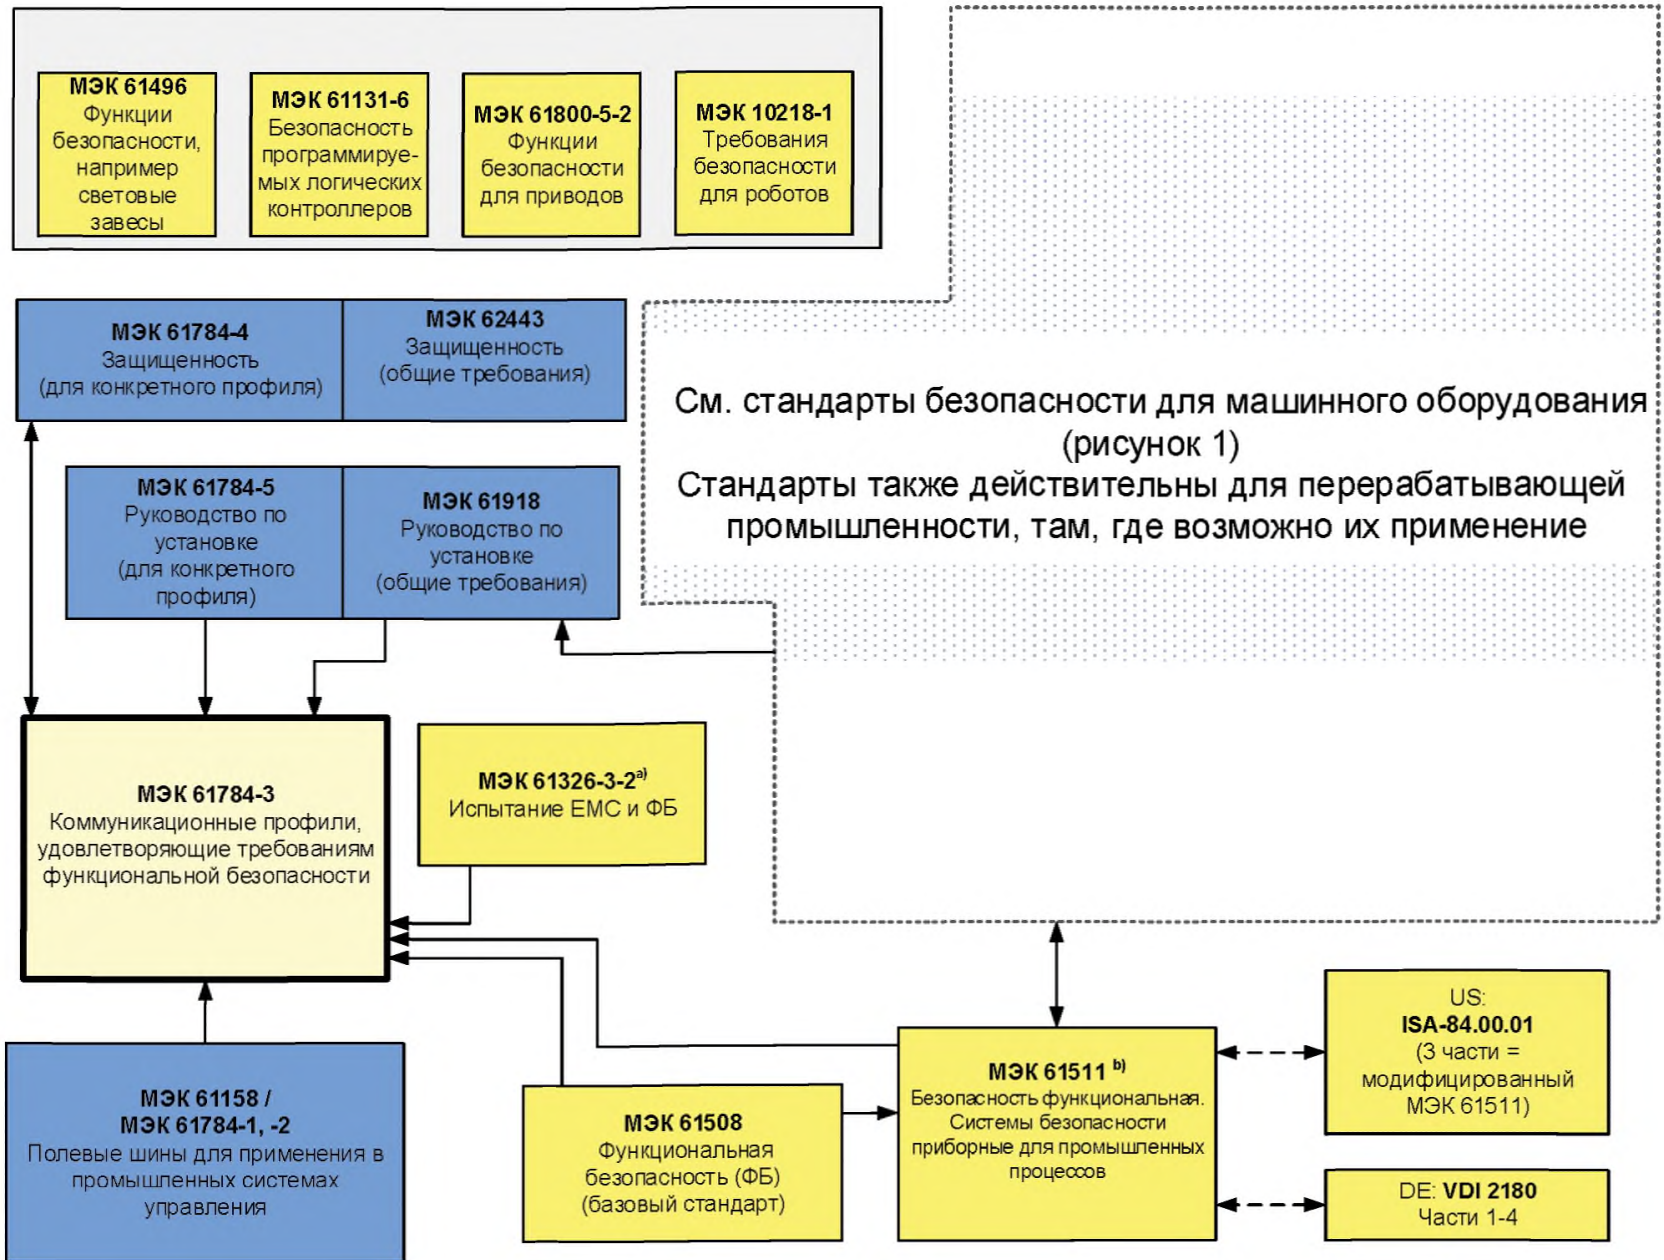 МЭК 61496
Функции
безопасности,
например
световые
завесы
МЭК 61131-6
Безопасность
программируе-
мых логических
контроллеров
МЭК 61800-5-2
Функции
безопасности
для приводов
МЭК 10218-1
Требования
безопасности
для роботов
МЭК 61784-4
Защищенность
(для конкретного профиля)
МЭК 62443
Защищенность
(общие требования)
См. стандарты безопасности для машинного оборудования
(рисунок 1)
Стандарты также действительны для перерабатывающей
промышленности, там, где возможно их применение
МЭК 61784-5
Руководство по
установке
(для конкретного
профиля)
МЭК 61918
Руководство по
установке
(общие требования)
МЭК 61784-3
Коммуникационные профили,
удовлетворяющие требованиям
функциональной безопасности
МЭК 61326-3-2a)
Испытание ЕМС и ФБ
МЭК 61158 /
МЭК 61784-1, -2
Полевые шины для применения в
промышленных системах
управления
МЭК 61508
Функциональная
безопасность (ФБ)
(базовый стандарт)
МЭК 61511 b)
Безопасность функциональная.
Системы безопасности
приборные для промышленных
процессов
US:
ISA-84.00.01
(3 части =
модифицированный
МЭК 61511)
DE: VDI 2180
Части 1-4